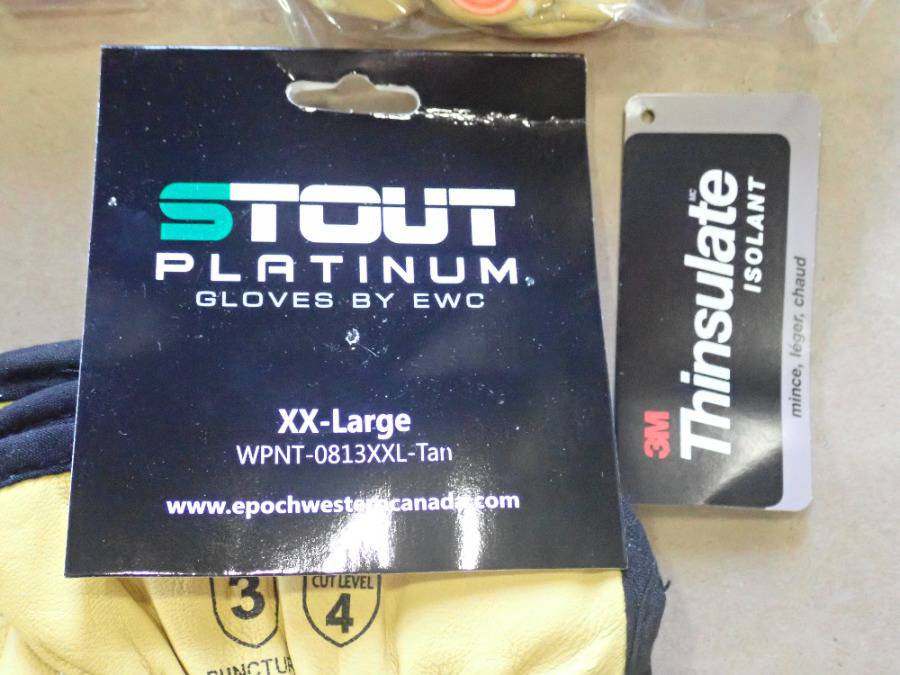 STOUT
PLATINUM
GLOVES BY EWC
XX-Large
WPNT-0813XXL-Tan
www.epochwesterncanada.com
3M
Thinsulate MC
ISOLANT
mince, léger, chaud
3
CUT LEVEL
4